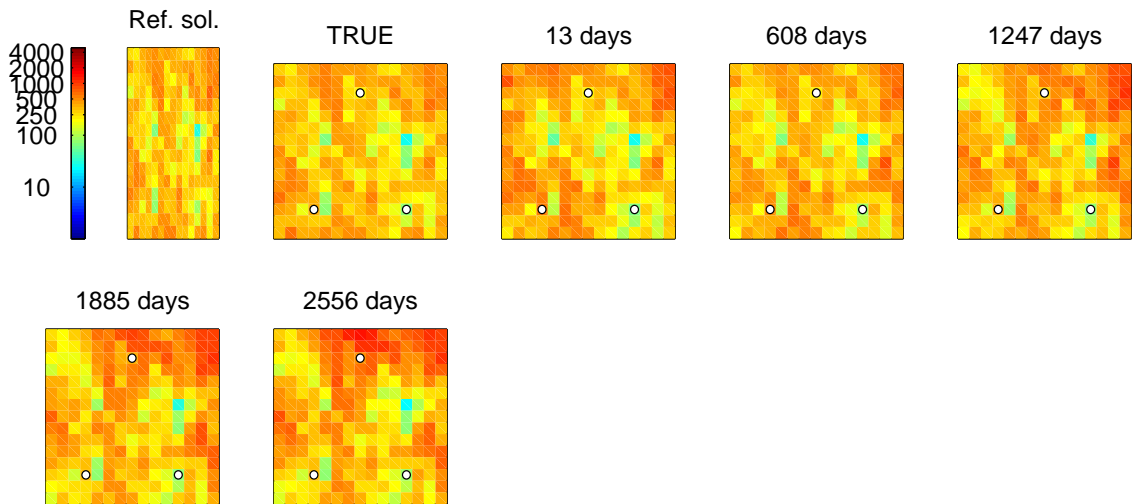 Ref. sol.
TRUE
13 days
608 days
1247 days
4000
2000
1000
500
250
100
10
1885 days
2556 days